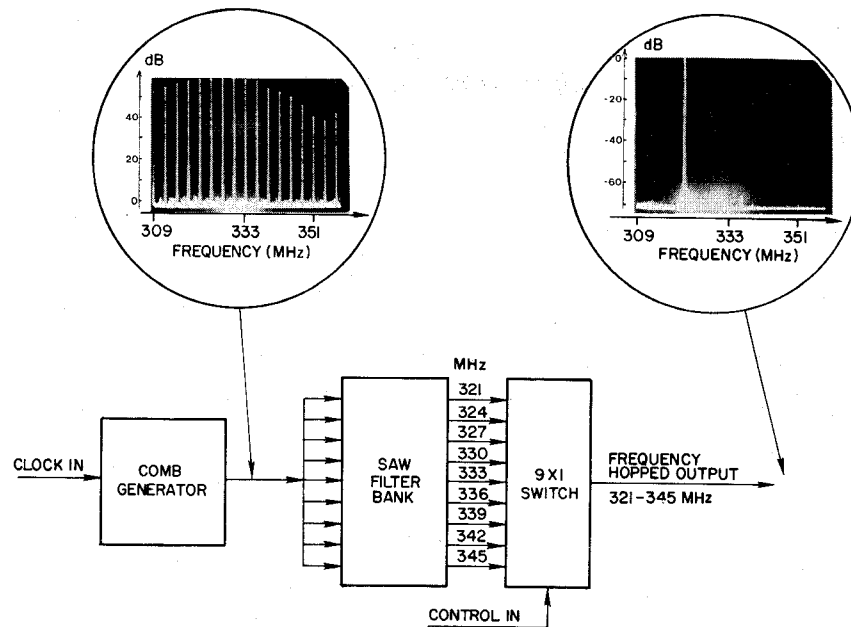 dB
40
20
0
309
333
351
FREQUENCY (MHz)
dB
0
-20
-40
-60
309
333
351
FREQUENCY (MHz)
MHz
321
324
327
330
333
336
339
342
345
CLOCK IN
COMB
GENERATOR
SAW
FILTER
BANK
9X1
SWITCH
FREQUENCY
HOPPED OUTPUT
321-345 MHz
CONTROL IN